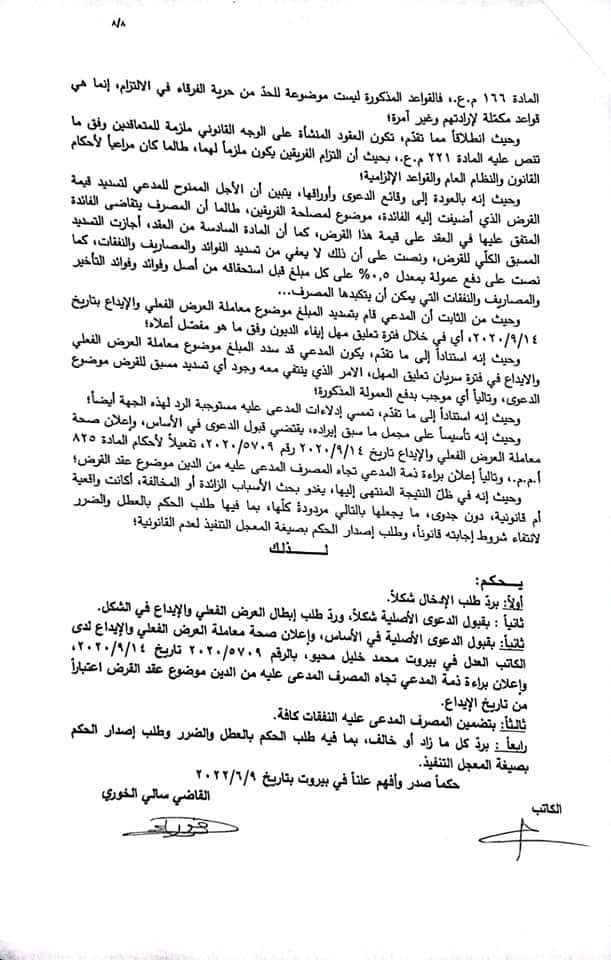 ٨/٨
المادة ١٦٦ م.ع.، فالقواعد المذكورة ليست موضوعة للحدّ من حرية الفرقاء في الالتزام، إنما هي
قواعد مكمّلة لإرادتهم وغير آمرة؛
وحيث انطلاقاً مما تقدّم، تكون العقود المنشأة على الوجه القانوني ملزمة للمتعاقدين وفق ما
تنص عليه المادة ٢٢١ م.ع.، بحيث أن التزام الفريقين يكون ملزماً لهما، طالما كان مراعياً لأحكام
القانون والنظام العام والقواعد الإلزامية؛
وحيث إنه بالعودة إلى وقائع الدعوى وأوراقها، يتبين أن الأجل الممنوح للمدعي لتسديد قيمة
القرض الذي أضيفت إليه الفائدة، موضوع لمصلحة الفريقين، طالما أن المصرف يتقاضى الفائدة
المتفق عليها في العقد على قيمة هذا القرض، كما أن المادة السادسة من العقد، أجازت التسديد
المسبق الكلّي للقرض، ونصت على أن ذلك لا يعفي من تسديد الفوائد والمصاريف والنفقات، كما
نصت على دفع عمولة بمعدل ٠,٥% على كل مبلغ قبل استحقاقه من أصل وفوائد وفوائد التأخير
والمصاريف والنفقات التي يمكن أن يتكبدها المصرف...
وحيث من الثابت أن المدعي قام بتسديد المبلغ موضوع معاملة العرض الفعلي والإيداع بتاريخ
٢٠٢٠/٩/١٤، أي في خلال فترة تعليق مهل إيفاء الديون وفق ما هو مفصّل أعلاه؛
وحيث إنه استناداً إلى ما تقدّم، يكون المدعي قد سدد المبلغ موضوع معاملة العرض الفعلي
والايداع في فترة سريان تعليق المهل، الامر الذي ينتفي معه وجود أي تسديد مسبق للقرض موضوع
الدعوى، وتالياً أي موجب بدفع العمولة المذكورة؛
وحيث إنه استناداً إلى ما تقدّم، تمسي إدلاءات المدعى عليه مستوجبة الرد لهذه الجهة أيضاً؛
وحيث إنه تأسيساً على مجمل ما سبق إيراده، يقتضي قبول الدعوى في الأساس، وإعلان صحة
معاملة العرض الفعلي والإيداع تاريخ ٢٠٢٠/٩/١٤ رقم ٢٠٢٠/٥٧٠٩، تفعيلاً لأحكام المادة ٨٢٥
أ.م.م.، وتالياً إعلان براءة ذمة المدعي تجاه المصرف المدعى عليه من الدين موضوع عقد القرض؛
وحيث إنه في ظلّ النتيجة المنتهى إليها، يغدو بحث الأسباب الزائدة أو المخالفة، أكانت واقعية
أم قانونية، دون جدوى، ما يجعلها بالتالي مردودة كلّها، بما فيها طلب الحكم بالعطل والضرر
لانتفاء شروط إجابته قانوناً، وطلب إصدار الحكم بصيغة المعجل التنفيذ لعدم القانونية؛
لـــــذلك
يـحكم:
أولاً: بردّ طلب الإدخال شكلاً.
ثانياً : بقبول الدعوى الأصلية شكلاً، وردّ طلب إبطال العرض الفعلي والإيداع في الشكل.
ثانياً: بقبول الدعوى الأصلية في الأساس، وإعلان صحة معاملة العرض الفعلي والإيداع لدى
الكاتب العدل في بيروت محمد خليل محيو، بالرقم ٢٠٢٠/٥٧٠٩ تاريخ ٢٠٢٠/٩/١٤،
وإعلان براءة ذمة المدعي تجاه المصرف المدعى عليه من الدين موضوع عقد القرض اعتباراً
من تاريخ الإيداع.
ثالثاً: بتضمين المصرف المدعى عليه النفقات كافة.
رابعاً : بردّ كل ما زاد أو خالف، بما فيه طلب الحكم بالعطل والضرر وطلب إصدار الحكم
بصيغة المعجل التنفيذ.
حكماً صدر وأفهم علناً في بيروت بتاريخ ٢٠٢٢/٦/٩
الكاتب
القاضي سالي الخوري